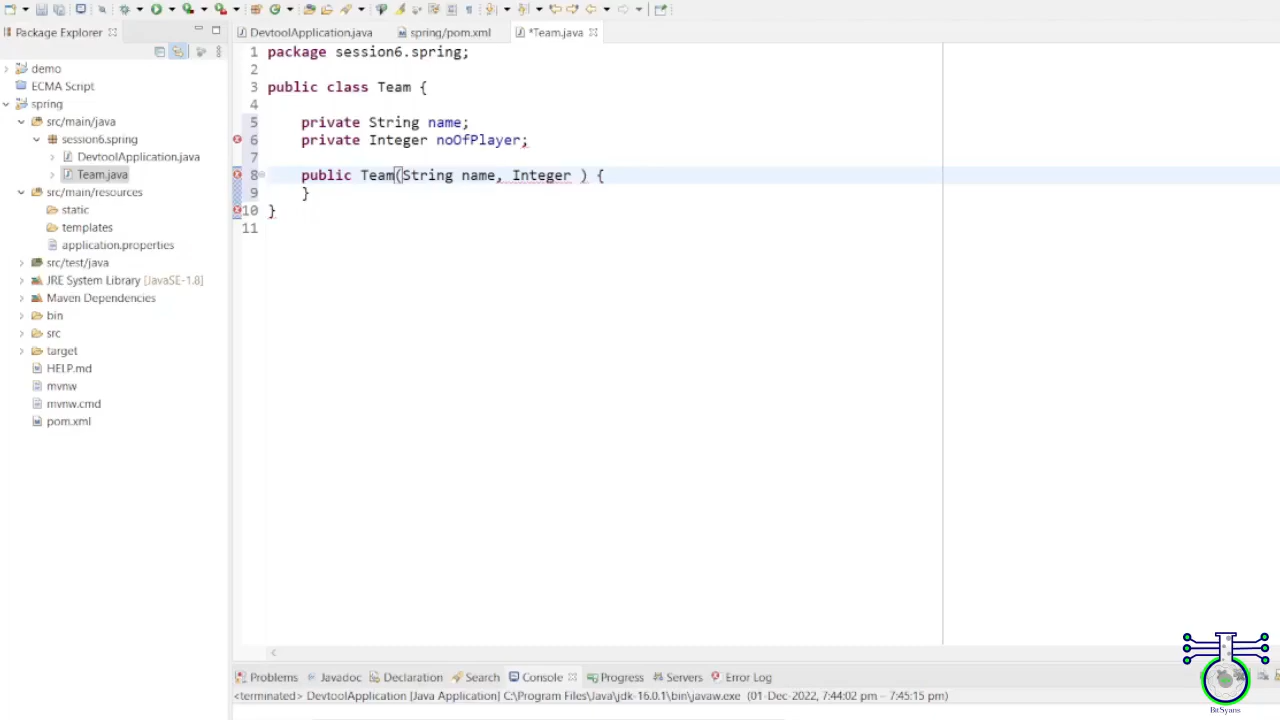 Package Explorer
DevtoolApplication.java
spring/pom.xml
*Team.java
demo
ECMA Script
spring
src/main/java
session6.spring
DevtoolApplication.java
Team.java
src/main/resources
static
templates
application.properties
src/test/java
JRE System Library [JavaSE-1.8]
Maven Dependencies
bin
src
target
HELP.md
mvnw
mvnw.cmd
pom.xml
1 package session6.spring;
2
3 public class Team {
4
5 private String name;
6 private Integer noOfPlayer;
7
8 public Team(String name, Integer ) {
9 }
10 }
11
Problems Javadoc Declaration Search Console Progress Servers Error Log
<terminated> DevtoolApplication [Java Application] C:\Program Files\Java\jdk-16.0.1\bin\javaw.exe (01-Dec-2022, 7:44:02 pm – 7:45:15 pm)
BitSyans